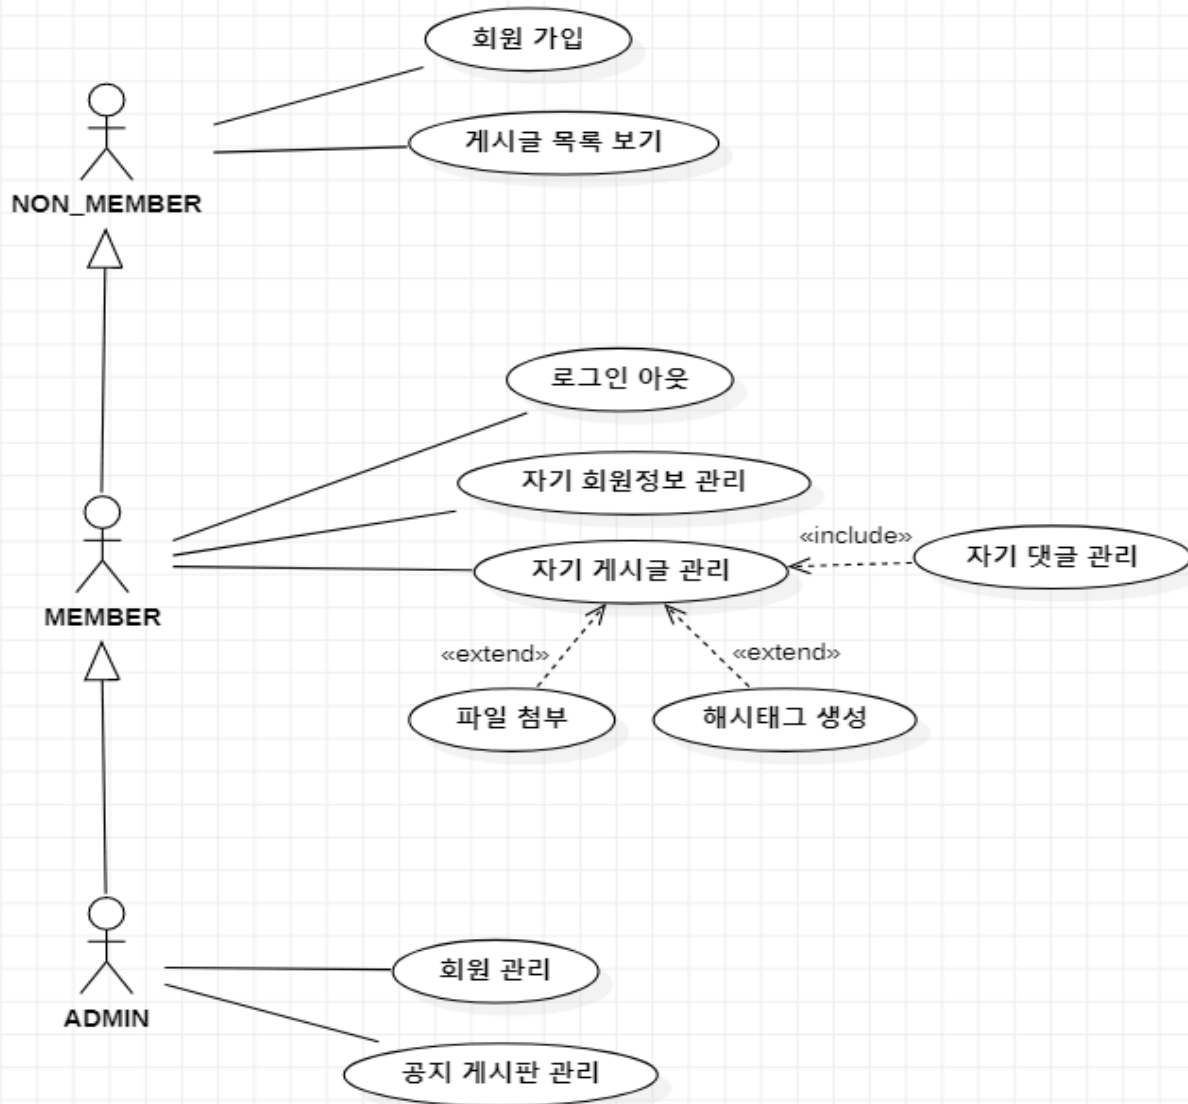 회원 가입
게시글 목록 보기
NON_MEMBER
로그인 아웃
자기 회원정보 관리
«include»
자기 게시글 관리
자기 댓글 관리
MEMBER
«extend»
«extend»
파일 첨부
해시태그 생성
회원 관리
ADMIN
공지 게시판 관리